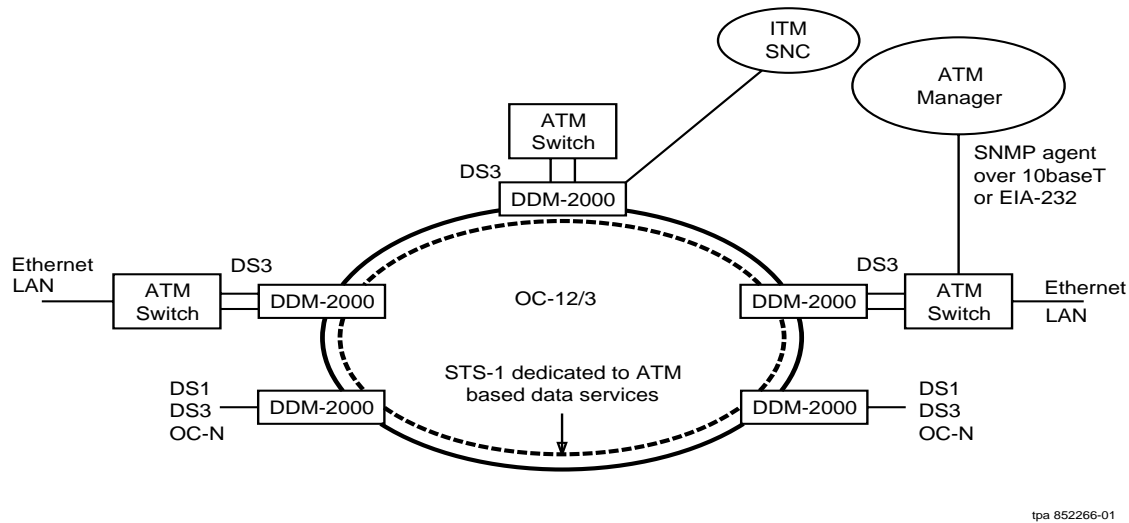 ITM
SNC
ATM
Manager
ATM
Switch
SNMP agent
over 10baseT
or EIA-232
DS3
DDM-2000
Ethernet
LAN
DS3
ATM
Switch
DDM-2000
OC-12/3
DS3
DDM-2000
ATM
Switch
Ethernet
LAN
STS-1 dedicated to ATM
based data services
DS1
DS3
OC-N
DDM-2000
DDM-2000
DS1
DS3
OC-N
tpa 852266-01